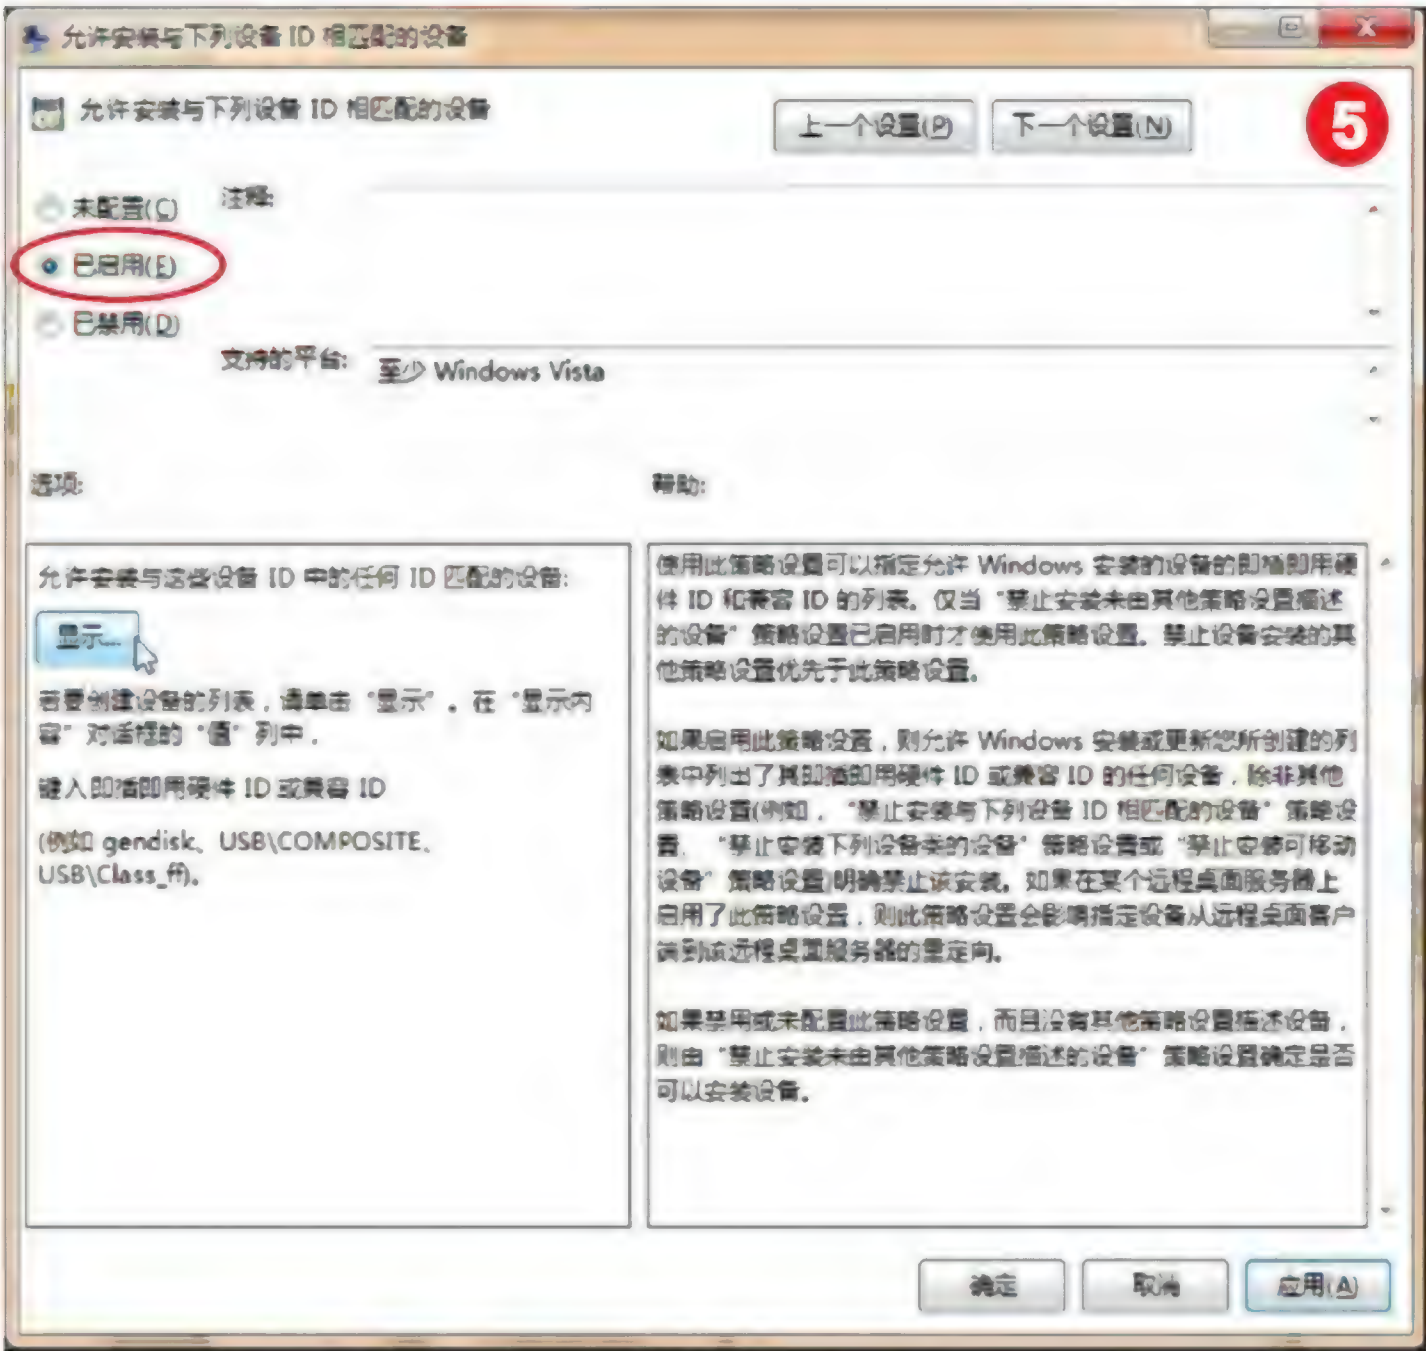 允许安装与下列设备 ID 相匹配的设备
允许安装与下列设备 ID 相匹配的设备
上一个设置(P)
下一个设置(N)
5
未配置(C)
注释:
已启用(E)
已禁用(D)
支持的平台:
至少 Windows Vista
选项:
帮助:
允许安装与这些设备 ID 中的任何 ID 匹配的设备:
显示...
若要创建设备的列表，请单击“显示”。在“显示内
容”对话框的“值”列中，
键入即插即用硬件 ID 或兼容 ID
(例如 gendisk、USB\COMPOSITE、
USB\Class_ff)。
使用此策略设置可以指定允许 Windows 安装的设备的即插即用硬
件 ID 和兼容 ID 的列表。仅当“禁止安装未由其他策略设置描述
的设备”策略设置已启用时才使用此策略设置。禁止设备安装的其
他策略设置优先于此策略设置。
如果启用此策略设置，则允许 Windows 安装或更新您所创建的列
表中列出了其即插即用硬件 ID 或兼容 ID 的任何设备，除非其他
策略设置(例如，“禁止安装与下列设备 ID 相匹配的设备”策略设
置、“禁止安装下列设备类的设备”策略设置或“禁止安装可移动
设备”策略设置)明确禁止该安装。如果在某个远程桌面服务器上
启用了此策略设置，则此策略设置会影响指定设备从远程桌面客户
端到该远程桌面服务器的重定向。
如果禁用或未配置此策略设置，而且没有其他策略设置描述设备，
则由“禁止安装未由其他策略设置描述的设备”策略设置确定是否
可以安装设备。
确定
取消
应用(A)